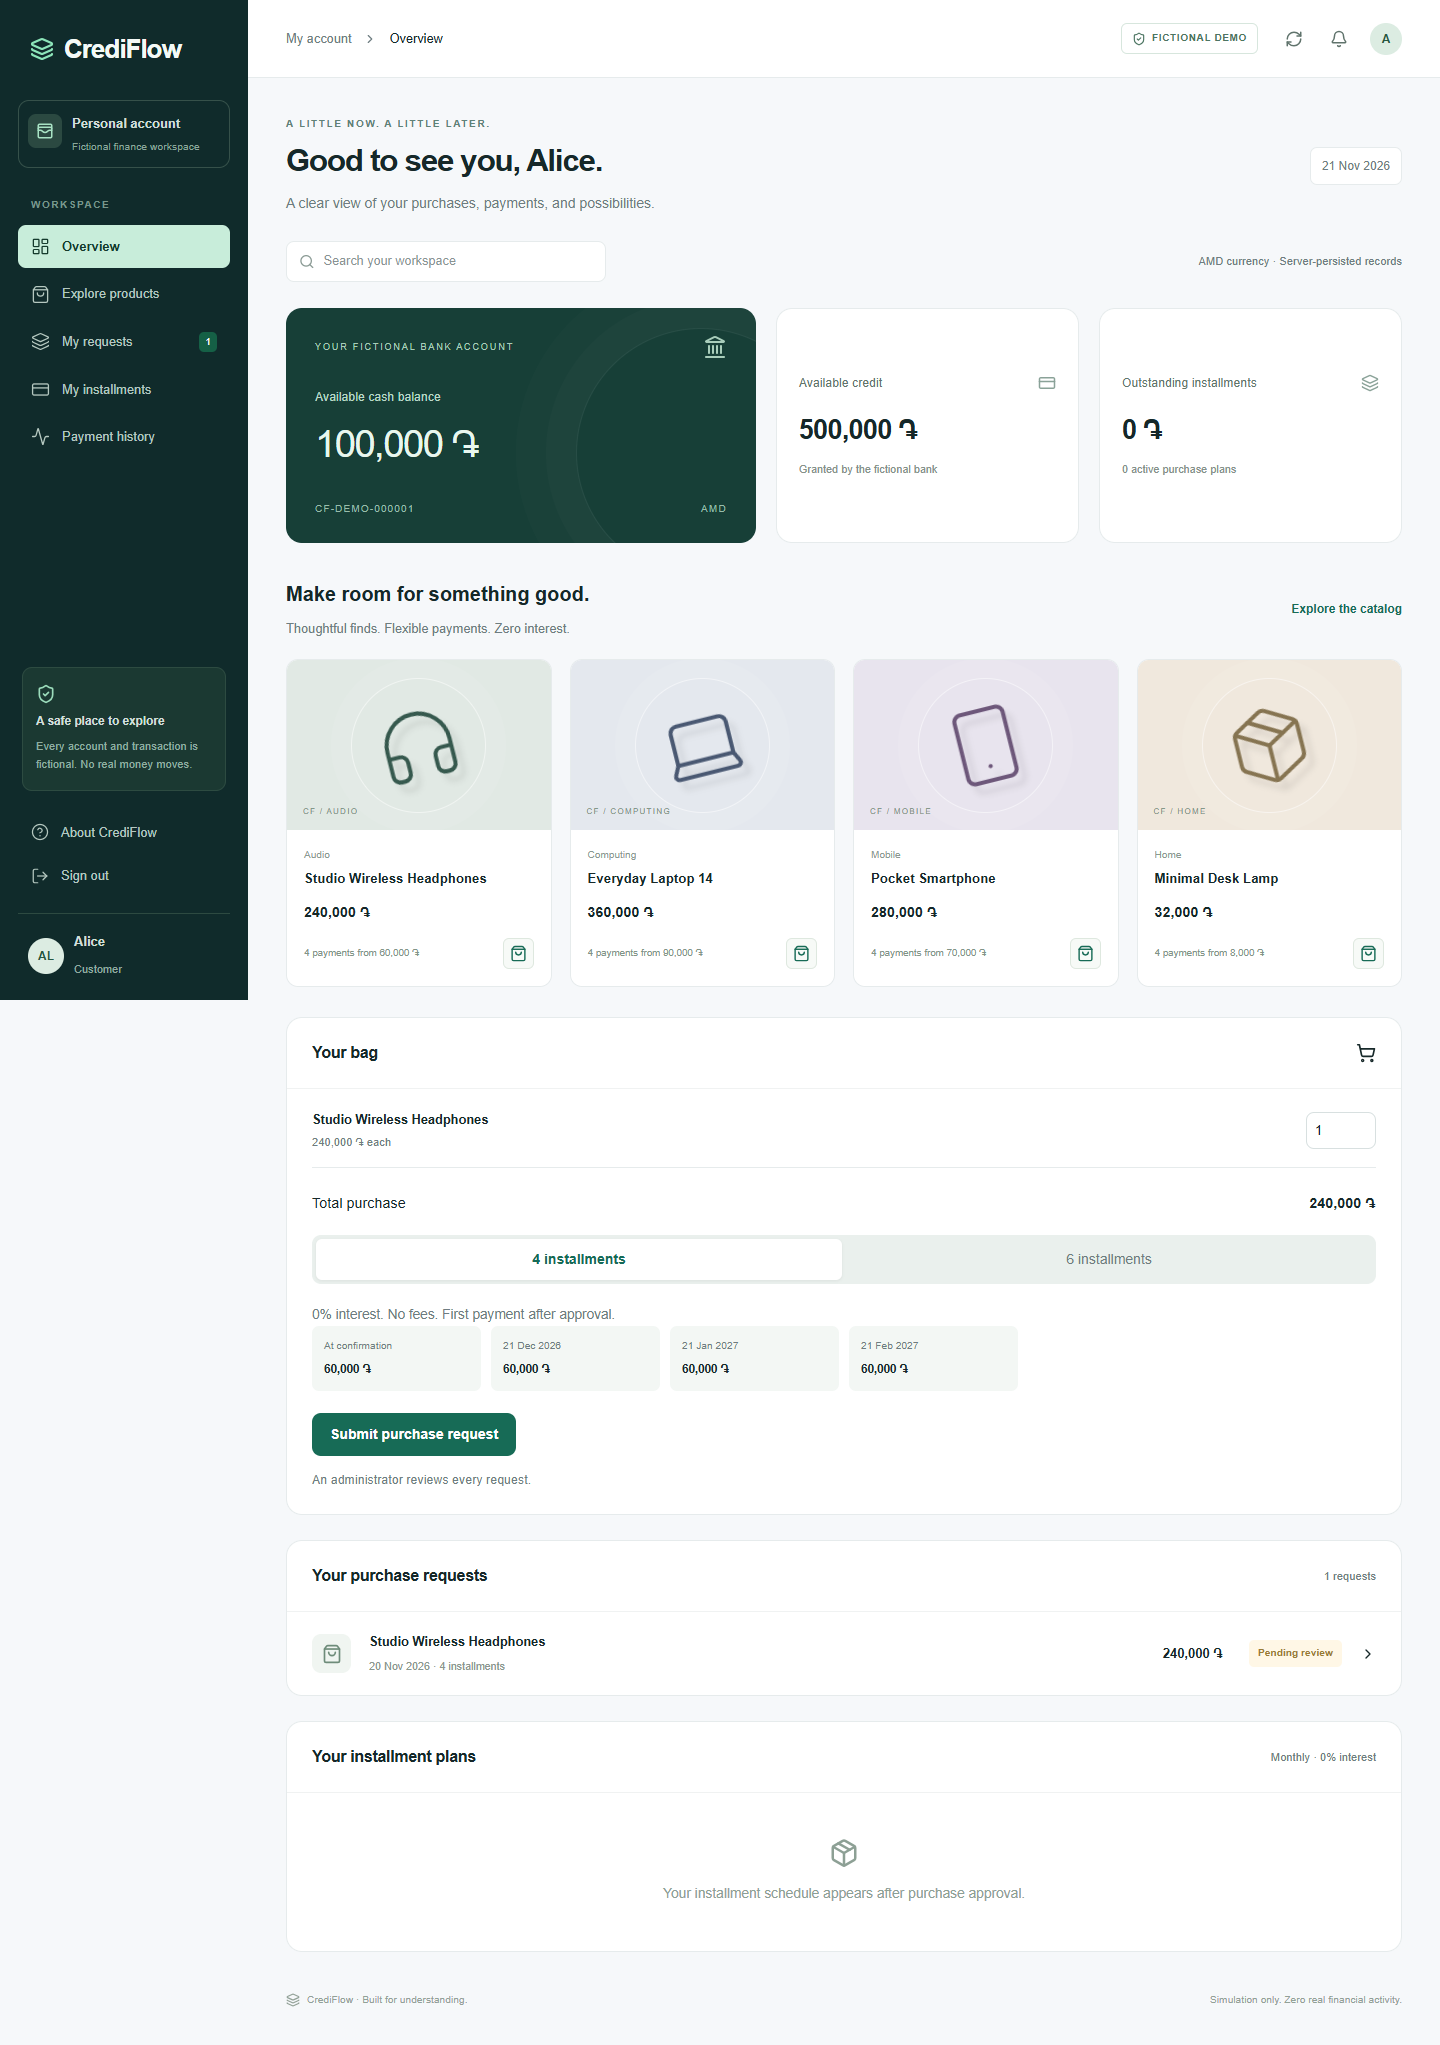 CrediFlow
Personal account
Fictional finance workspace
WORKSPACE
Overview
Explore products
My requests 1
My installments
Payment history
A safe place to explore
Every account and transaction is
fictional. No real money moves.
About CrediFlow
Sign out
AL
Alice
Customer
My account > Overview
FICTIONAL DEMO
A
A LITTLE NOW. A LITTLE LATER.
Good to see you, Alice.
A clear view of your purchases, payments, and possibilities.
21 Nov 2026
Search your workspace
AMD currency · Server-persisted records
YOUR FICTIONAL BANK ACCOUNT
Available cash balance
100,000 ֏
CF-DEMO-000001 AMD
Available credit
500,000 ֏
Granted by the fictional bank
Outstanding installments
0 ֏
0 active purchase plans
Make room for something good.
Thoughtful finds. Flexible payments. Zero interest.
Explore the catalog
CF / AUDIO
Audio
Studio Wireless Headphones
240,000 ֏
4 payments from 60,000 ֏
CF / COMPUTING
Computing
Everyday Laptop 14
360,000 ֏
4 payments from 90,000 ֏
CF / MOBILE
Mobile
Pocket Smartphone
280,000 ֏
4 payments from 70,000 ֏
CF / HOME
Home
Minimal Desk Lamp
32,000 ֏
4 payments from 8,000 ֏
Your bag
Studio Wireless Headphones
240,000 ֏ each
1
Total purchase 240,000 ֏
4 installments 6 installments
0% interest. No fees. First payment after approval.
At confirmation
60,000 ֏
21 Dec 2026
60,000 ֏
21 Jan 2027
60,000 ֏
21 Feb 2027
60,000 ֏
Submit purchase request
An administrator reviews every request.
Your purchase requests 1 requests
Studio Wireless Headphones
20 Nov 2026 · 4 installments
240,000 ֏ Pending review
Your installment plans Monthly · 0% interest
Your installment schedule appears after purchase approval.
CrediFlow · Built for understanding. Simulation only. Zero real financial activity.